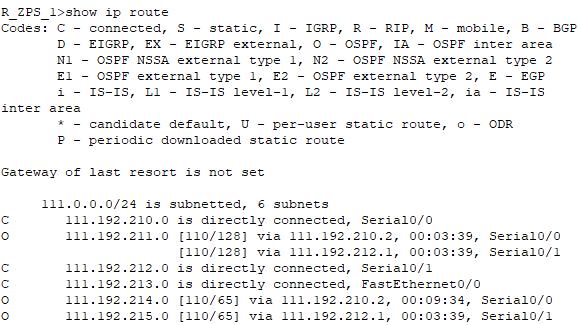 R_ZPS_1>show ip route
Codes: C - connected, S - static, I - IGRP, R - RIP, M - mobile, B - BGP
       D - EIGRP, EX - EIGRP external, O - OSPF, IA - OSPF inter area
       N1 - OSPF NSSA external type 1, N2 - OSPF NSSA external type 2
       E1 - OSPF external type 1, E2 - OSPF external type 2, E - EGP
       i - IS-IS, L1 - IS-IS level-1, L2 - IS-IS level-2, ia - IS-IS
inter area
       * - candidate default, U - per-user static route, o - ODR
       P - periodic downloaded static route

Gateway of last resort is not set

     111.0.0.0/24 is subnetted, 6 subnets
C       111.192.210.0 is directly connected, Serial0/0
O       111.192.211.0 [110/128] via 111.192.210.2, 00:03:39, Serial0/0
                      [110/128] via 111.192.212.1, 00:03:39, Serial0/1
C       111.192.212.0 is directly connected, Serial0/1
C       111.192.213.0 is directly connected, FastEthernet0/0
O       111.192.214.0 [110/65] via 111.192.210.2, 00:09:34, Serial0/0
O       111.192.215.0 [110/65] via 111.192.212.1, 00:03:39, Serial0/1